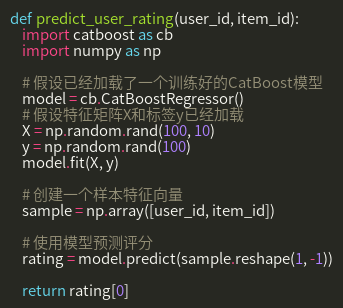 def predict_user_rating(user_id, item_id):
    import catboost as cb
    import numpy as np

    # 假设已经加载了一个训练好的CatBoost模型
    model = cb.CatBoostRegressor()
    # 假设特征矩阵X和标签y已经加载
    X = np.random.rand(100, 10)
    y = np.random.rand(100)
    model.fit(X, y)

    # 创建一个样本特征向量
    sample = np.array([user_id, item_id])

    # 使用模型预测评分
    rating = model.predict(sample.reshape(1, -1))

    return rating[0]